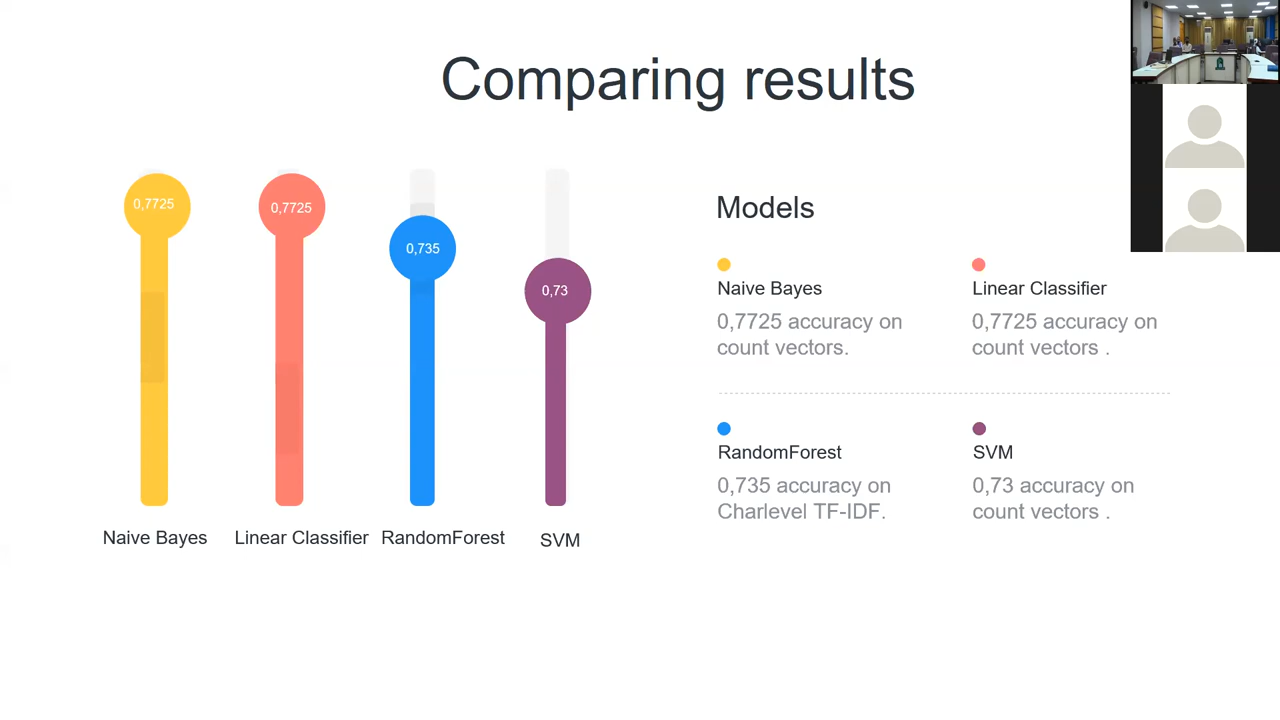 Comparing results
0,7725
0,7725
0,735
0,73
Naive Bayes
Linear Classifier
RandomForest
SVM
Models
Naive Bayes
0,7725 accuracy on
count vectors.
Linear Classifier
0,7725 accuracy on
count vectors .
RandomForest
0,735 accuracy on
Charlevel TF-IDF.
SVM
0,73 accuracy on
count vectors .